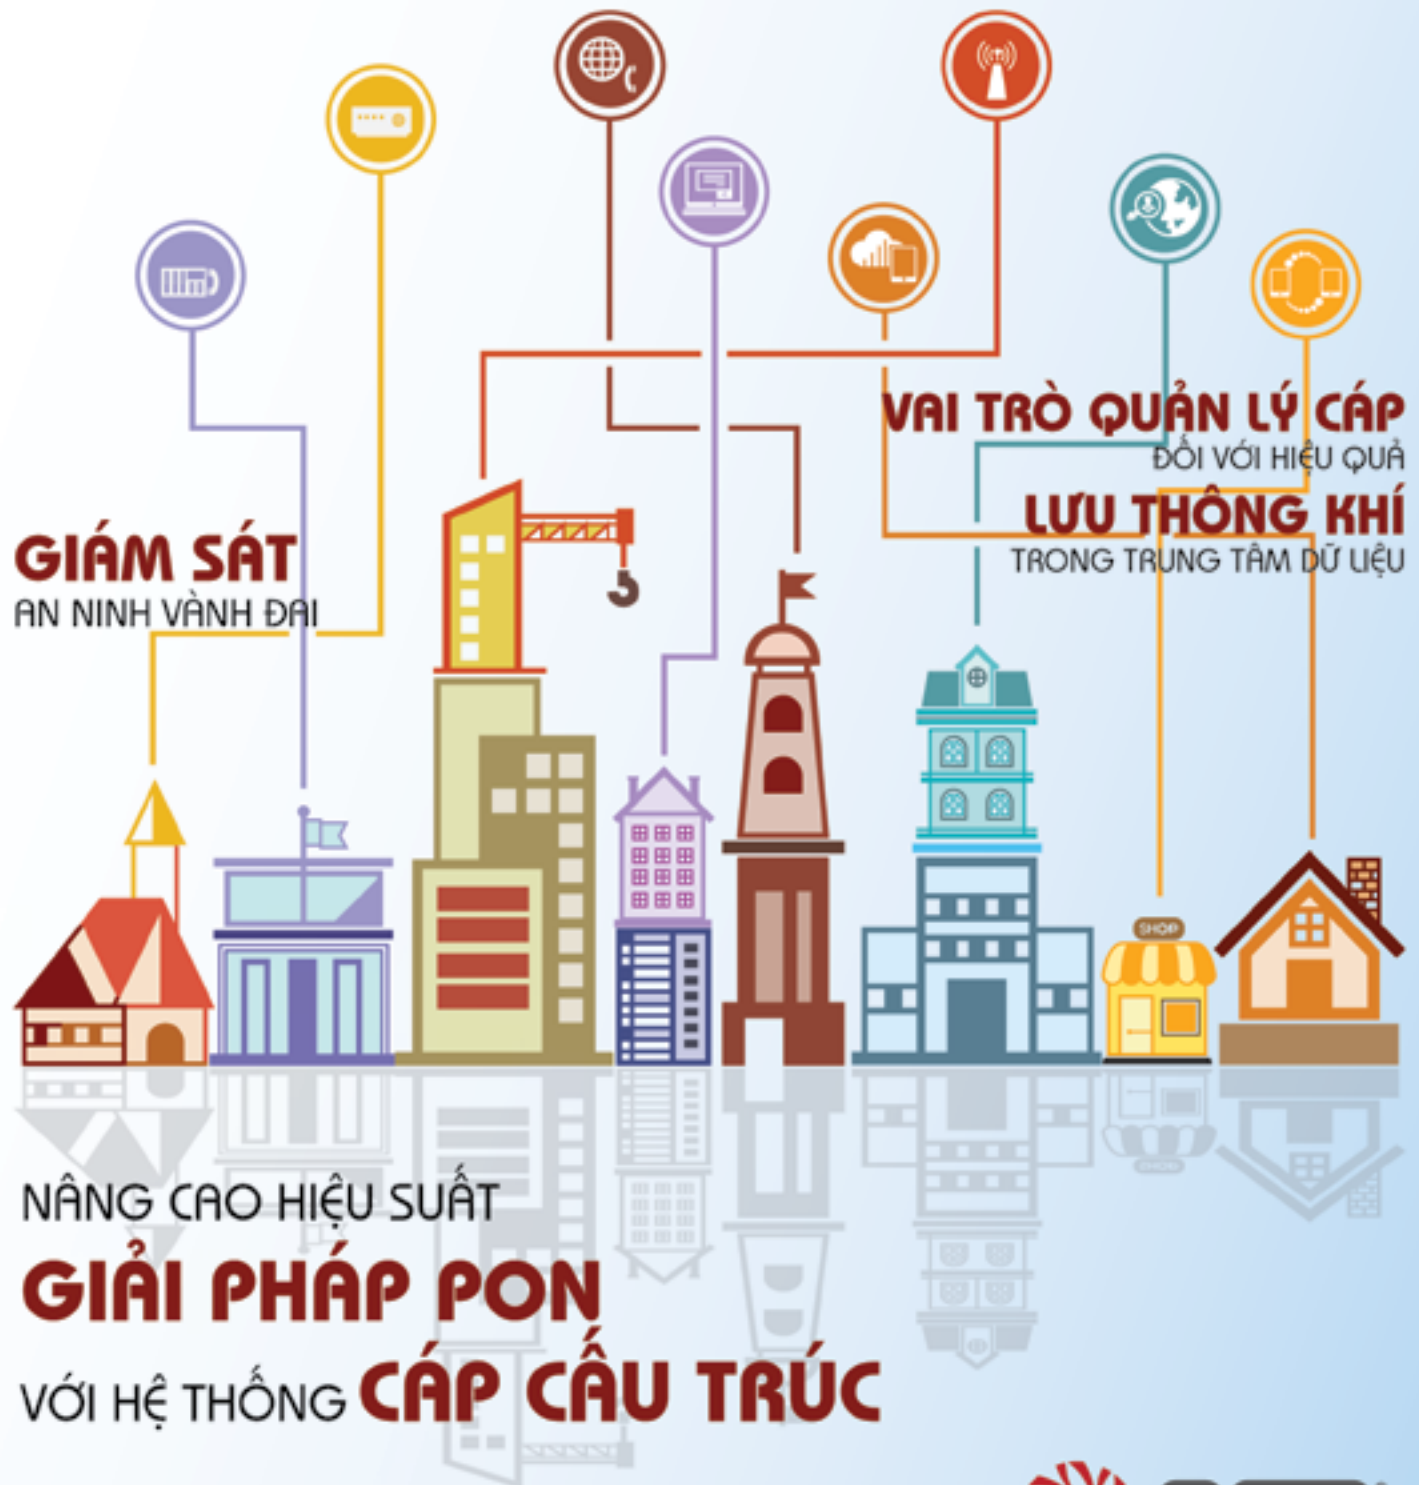 VAI TRÒ QUẢN LÝ CÁP
ĐỐI VỚI HIỆU QUẢ
LƯU THÔNG KHÍ
TRONG TRUNG TÂM DỮ LIỆU
GIÁM SÁT
AN NINH VÀNH ĐAI
SHOP
NÂNG CAO HIỆU SUẤT
GIẢI PHÁP PON
VỚI HỆ THỐNG CÁP CẤU TRÚC